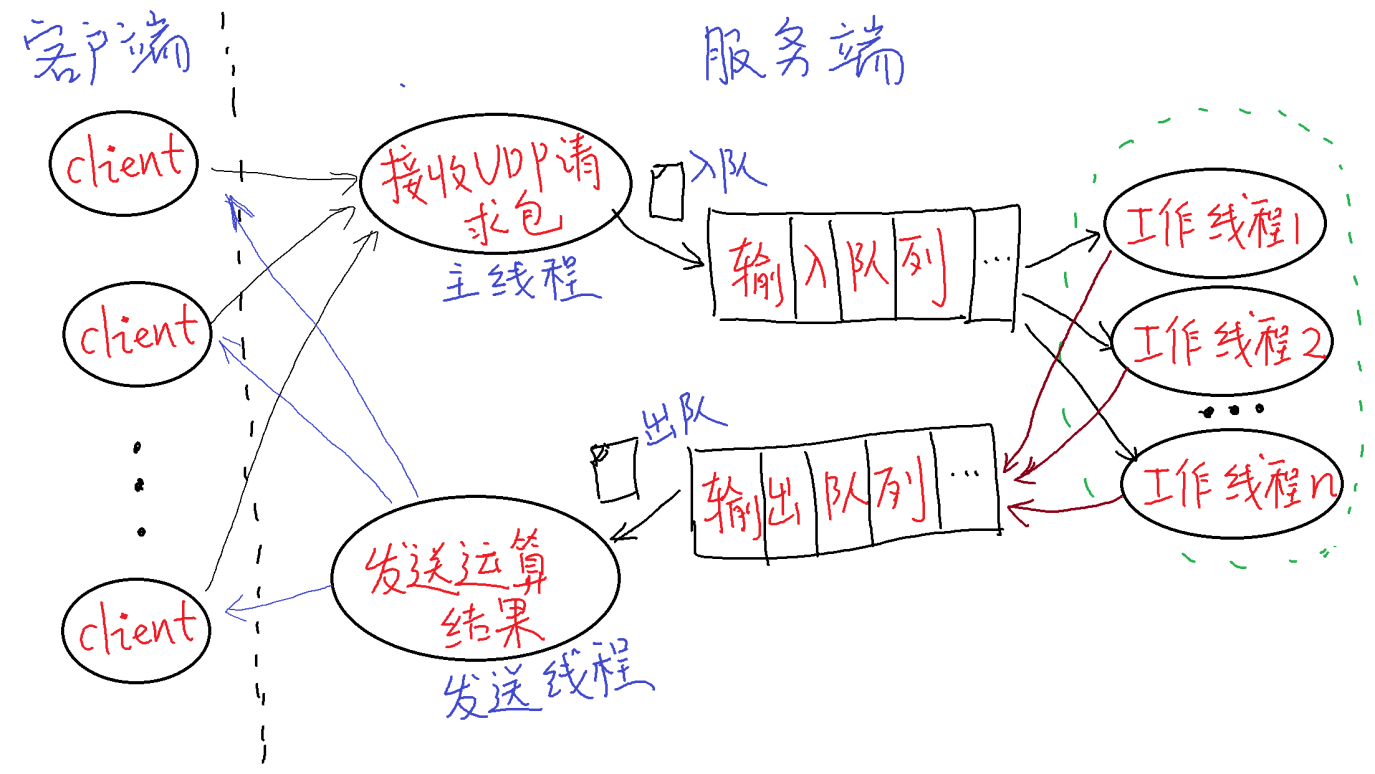 客户端
服务端
client
client
client
接收UDP请
求包
主线程
入队
输入队列...
工作线程1
工作线程2
...
工作线程n
出队
输出队列...
发送运算
结果
发送线程